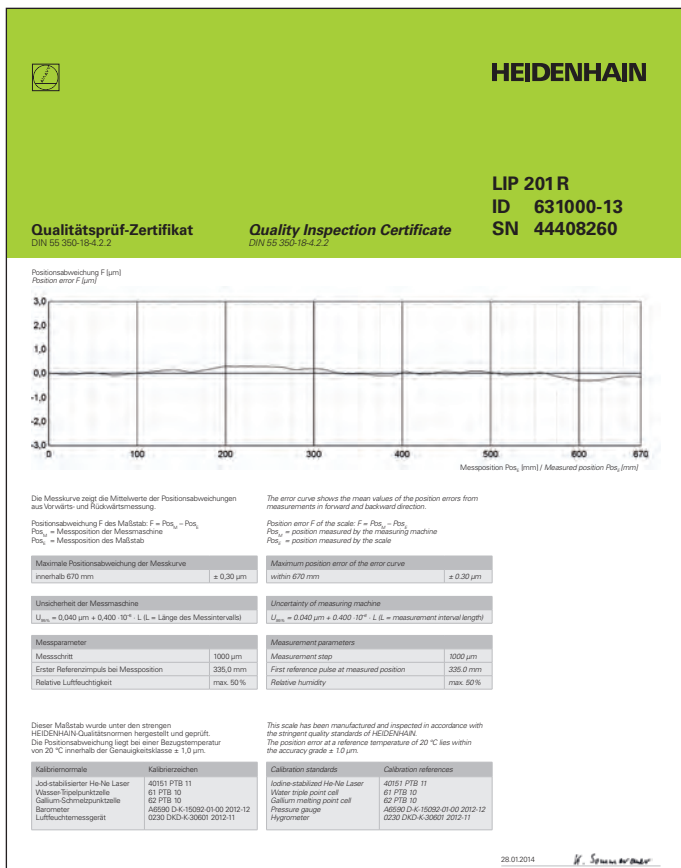 HEIDENHAIN
LIP 201 R
ID 631000-13
SN 44408260
Qualitätsprüf-Zertifikat
DIN 55 350-18-4.2.2
Quality Inspection Certificate
DIN 55 350-18-4.2.2
Positionsabweichung F [µm]
Position error F [µm]
3,0
2,0
1,0
0,0
-1,0
-2,0
-3,0
0 100 200 300 400 500 600 670
Messposition PosE [mm] / Measured position PosE [mm]
Die Messkurve zeigt die Mittelwerte der Positionsabweichungen
aus Vorwärts- und Rückwärtsmessung.
Positionsabweichung F des Maßstab: F = PosM – PosE
PosM = Messposition der Messmaschine
PosE = Messposition des Maßstab
The error curve shows the mean values of the position errors from
measurements in forward and backward direction.
Position error F of the scale: F = PosM – PosE
PosM = position measured by the measuring machine
PosE = position measured by the scale
Maximale Positionsabweichung der Messkurve
innerhalb 670 mm ± 0,30 µm
Maximum position error of the error curve
within 670 mm ± 0.30 µm
Unsicherheit der Messmaschine
U95% = 0,040 µm + 0,400 ·10⁻⁶ · L (L = Länge des Messintervalls)
Uncertainty of measuring machine
U95% = 0.040 µm + 0.400 ·10⁻⁶ · L (L = measurement interval length)
Messparameter
Messschritt 1000 µm
Erster Referenzimpuls bei Messposition 335,0 mm
Relative Luftfeuchtigkeit max. 50 %
Measurement parameters
Measurement step 1000 µm
First reference pulse at measured position 335.0 mm
Relative humidity max. 50 %
Dieser Maßstab wurde unter den strengen
HEIDENHAIN-Qualitätsnormen hergestellt und geprüft.
Die Positionsabweichung liegt bei einer Bezugstemperatur
von 20 °C innerhalb der Genauigkeitsklasse ± 1,0 µm.
This scale has been manufactured and inspected in accordance with
the stringent quality standards of HEIDENHAIN.
The position error at a reference temperature of 20 °C lies within
the accuracy grade ± 1.0 µm.
Kalibriernormale Kalibrierzeichen
Jod-stabilisierter He-Ne Laser 40151 PTB 11
Wasser-Tripelpunktzelle 61 PTB 10
Gallium-Schmelzpunktzelle 62 PTB 10
Barometer A6590 D-K-15092-01-00 2012-12
Luftfeuchtemessgerät 0230 DKD-K-30601 2012-11
Calibration standards Calibration references
Iodine-stabilized He-Ne Laser 40151 PTB 11
Water triple point cell 61 PTB 10
Gallium melting point cell 62 PTB 10
Pressure gauge A6590 D-K-15092-01-00 2012-12
Hygrometer 0230 DKD-K-30601 2012-11
28.01.2014